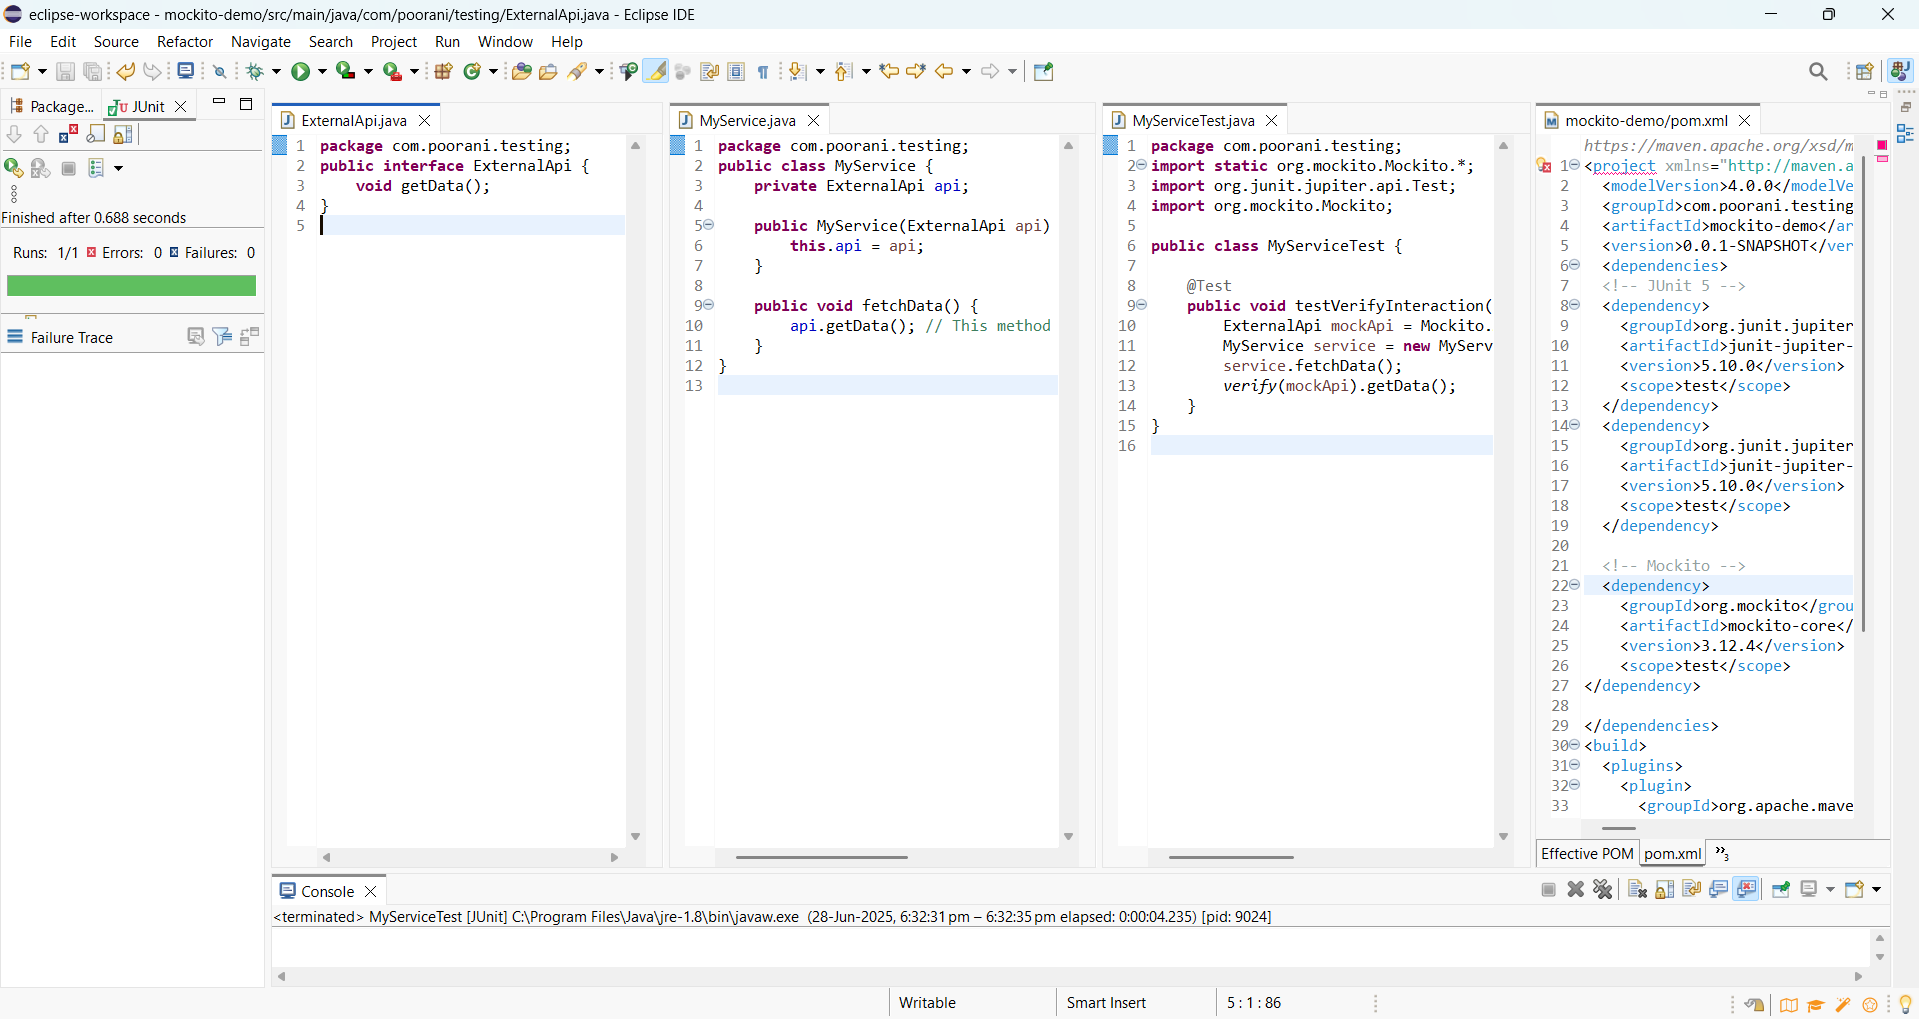 eclipse-workspace - mockito-demo/src/main/java/com/poorani/testing/ExternalApi.java - Eclipse IDE
File Edit Source Refactor Navigate Search Project Run Window Help
Package... JUnit
Finished after 0.688 seconds
Runs: 1/1 Errors: 0 Failures: 0
Failure Trace
ExternalApi.java
1 package com.poorani.testing;
2 public interface ExternalApi {
3 void getData();
4 }
5
MyService.java
1 package com.poorani.testing;
2 public class MyService {
3 private ExternalApi api;
4
5 public MyService(ExternalApi api)
6 this.api = api;
7 }
8
9 public void fetchData() {
10 api.getData(); // This method
11 }
12 }
13
MyServiceTest.java
1 package com.poorani.testing;
2 import static org.mockito.Mockito.*;
3 import org.junit.jupiter.api.Test;
4 import org.mockito.Mockito;
5
6 public class MyServiceTest {
7
8 @Test
9 public void testVerifyInteraction(
10 ExternalApi mockApi = Mockito.
11 MyService service = new MyServ
12 service.fetchData();
13 verify(mockApi).getData();
14 }
15 }
16
mockito-demo/pom.xml
https://maven.apache.org/xsd/m
1 <project xmlns="http://maven.a
2 <modelVersion>4.0.0</modelVe
3 <groupId>com.poorani.testing
4 <artifactId>mockito-demo</ar
5 <version>0.0.1-SNAPSHOT</ver
6 <dependencies>
7 <!-- JUnit 5 -->
8 <dependency>
9 <groupId>org.junit.jupiter
10 <artifactId>junit-jupiter-
11 <version>5.10.0</version>
12 <scope>test</scope>
13 </dependency>
14 <dependency>
15 <groupId>org.junit.jupiter
16 <artifactId>junit-jupiter-
17 <version>5.10.0</version>
18 <scope>test</scope>
19 </dependency>
20
21 <!-- Mockito -->
22 <dependency>
23 <groupId>org.mockito</grou
24 <artifactId>mockito-core</
25 <version>3.12.4</version>
26 <scope>test</scope>
27 </dependency>
28
29 </dependencies>
30 <build>
31 <plugins>
32 <plugin>
33 <groupId>org.apache.mave
Effective POM pom.xml »3
Console
<terminated> MyServiceTest [JUnit] C:\Program Files\Java\jre-1.8\bin\javaw.exe (28-Jun-2025, 6:32:31 pm – 6:32:35 pm elapsed: 0:00:04.235) [pid: 9024]
Writable Smart Insert 5 : 1 : 86